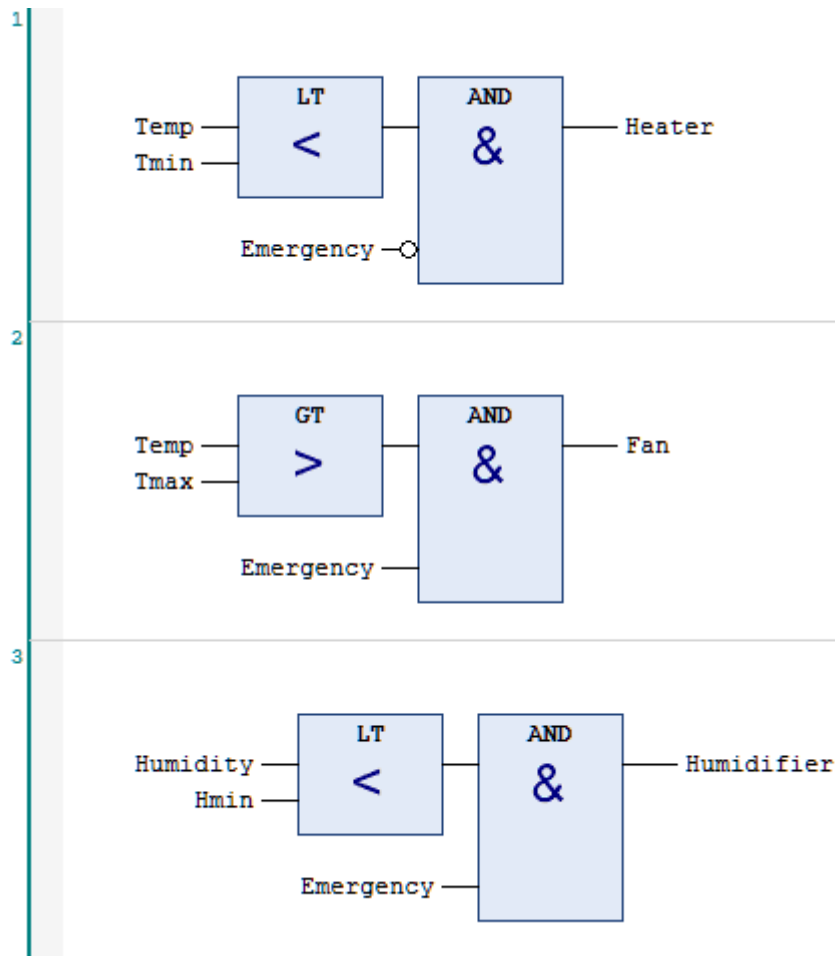 1
LT AND
Temp < & Heater
Tmin
Emergency
2
GT AND
Temp > & Fan
Tmax
Emergency
3
LT AND
Humidity < & Humidifier
Hmin
Emergency